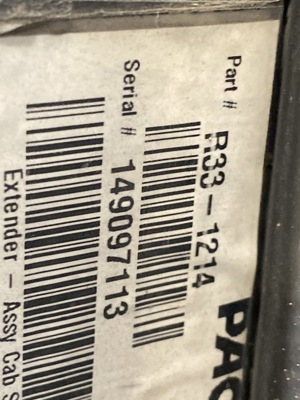 PAC
Part # R33-1214
Serial # 149097113
Extender - Assy Cab S